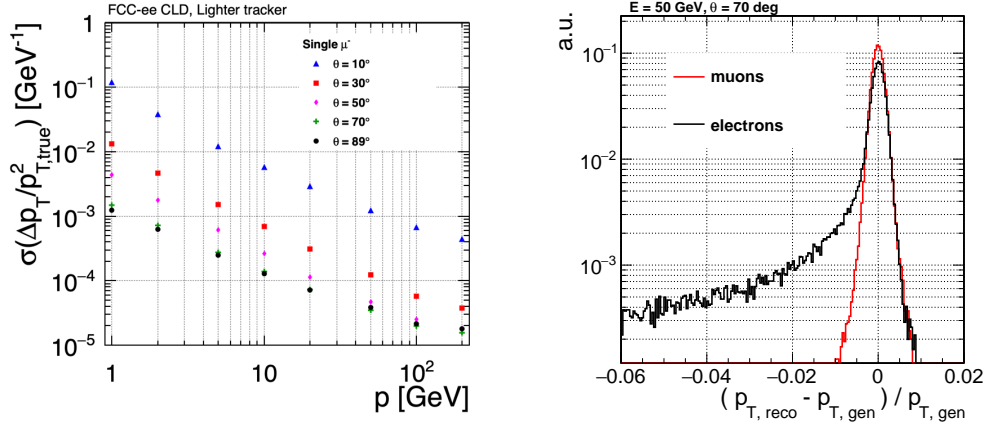 FCC-ee CLD, Lighter tracker
σ(Δp_T/p²_T,true) [GeV⁻¹]
1
10⁻¹
10⁻²
10⁻³
10⁻⁴
10⁻⁵
Single μ⁻
θ = 10°
θ = 30°
θ = 50°
θ = 70°
θ = 89°
1 10 10²
p [GeV]
E = 50 GeV, θ = 70 deg
a.u.
10⁻¹
10⁻²
10⁻³
muons
electrons
−0.06 −0.04 −0.02 0 0.02
( p_T, reco - p_T, gen ) / p_T, gen